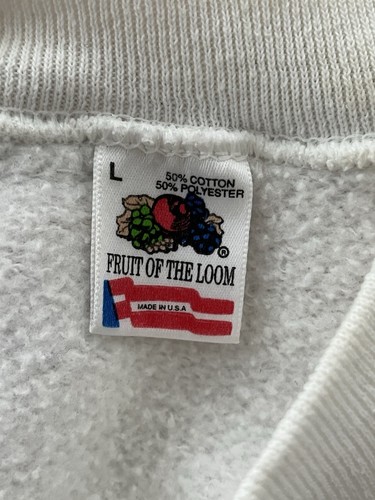 L
50% COTTON
50% POLYESTER
®
FRUIT OF THE LOOM
MADE IN U.S.A